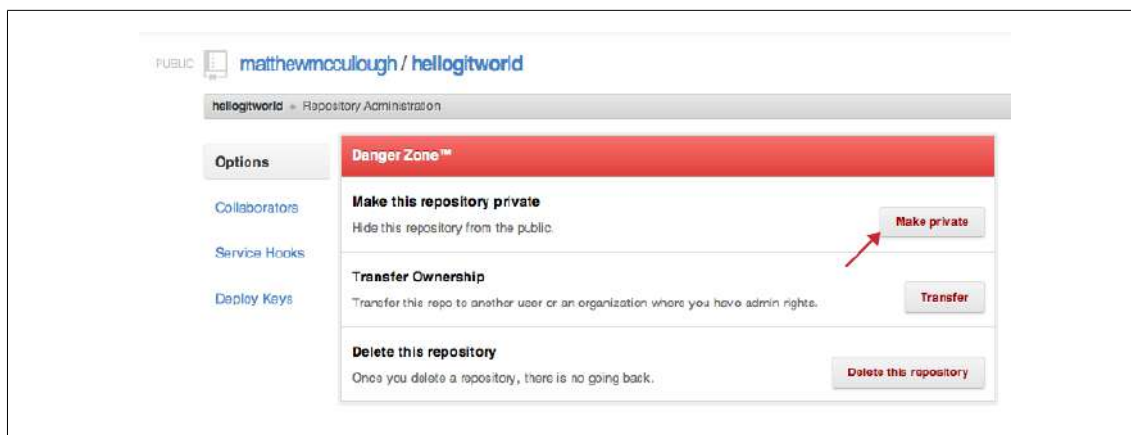 PUBLIC matthewmccullough / hellogitworld
hellogitworld » Repository Administration
Options
Collaborators
Service Hooks
Deploy Keys
Danger Zone™
Make this repository private
Hide this repository from the public.
Make private
Transfer Ownership
Transfer this repo to another user or an organization where you have admin rights.
Transfer
Delete this repository
Once you delete a repository, there is no going back.
Delete this repository